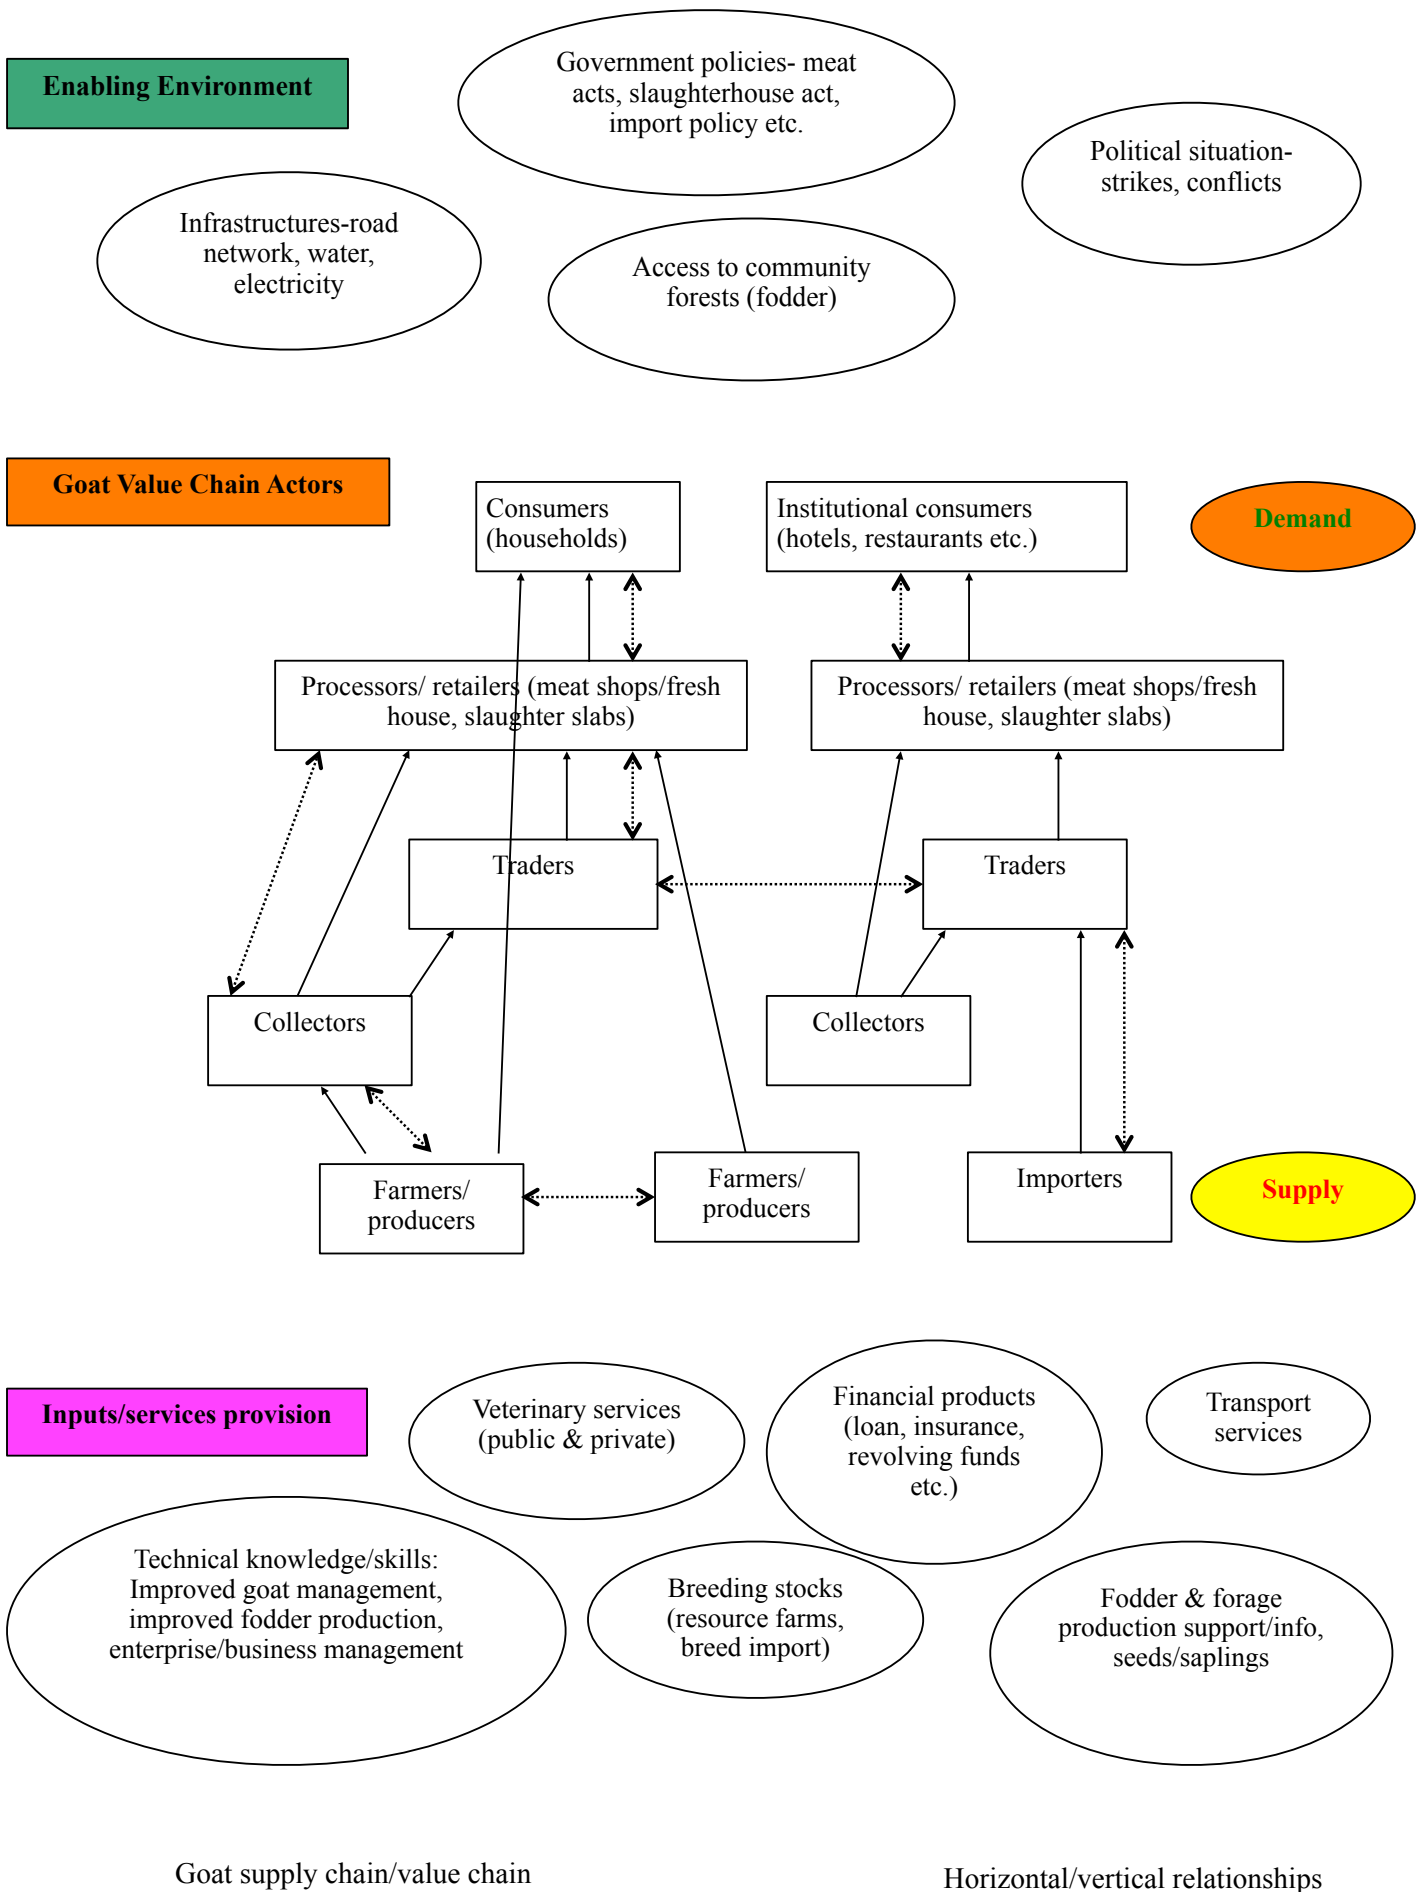 Enabling Environment
Government policies- meat
acts, slaughterhouse act,
import policy etc.
Political situation-
strikes, conflicts
Infrastructures-road
network, water,
electricity
Access to community
forests (fodder)
Goat Value Chain Actors
Consumers
(households)
Institutional consumers
(hotels, restaurants etc.)
Demand
Processors/ retailers (meat shops/fresh
house, slaughter slabs)
Processors/ retailers (meat shops/fresh
house, slaughter slabs)
Traders
Traders
Collectors
Collectors
Farmers/
producers
Farmers/
producers
Importers
Supply
Inputs/services provision
Veterinary services
(public & private)
Financial products
(loan, insurance,
revolving funds
etc.)
Transport
services
Technical knowledge/skills:
Improved goat management,
improved fodder production,
enterprise/business management
Breeding stocks
(resource farms,
breed import)
Fodder & forage
production support/info,
seeds/saplings
Goat supply chain/value chain
Horizontal/vertical relationships